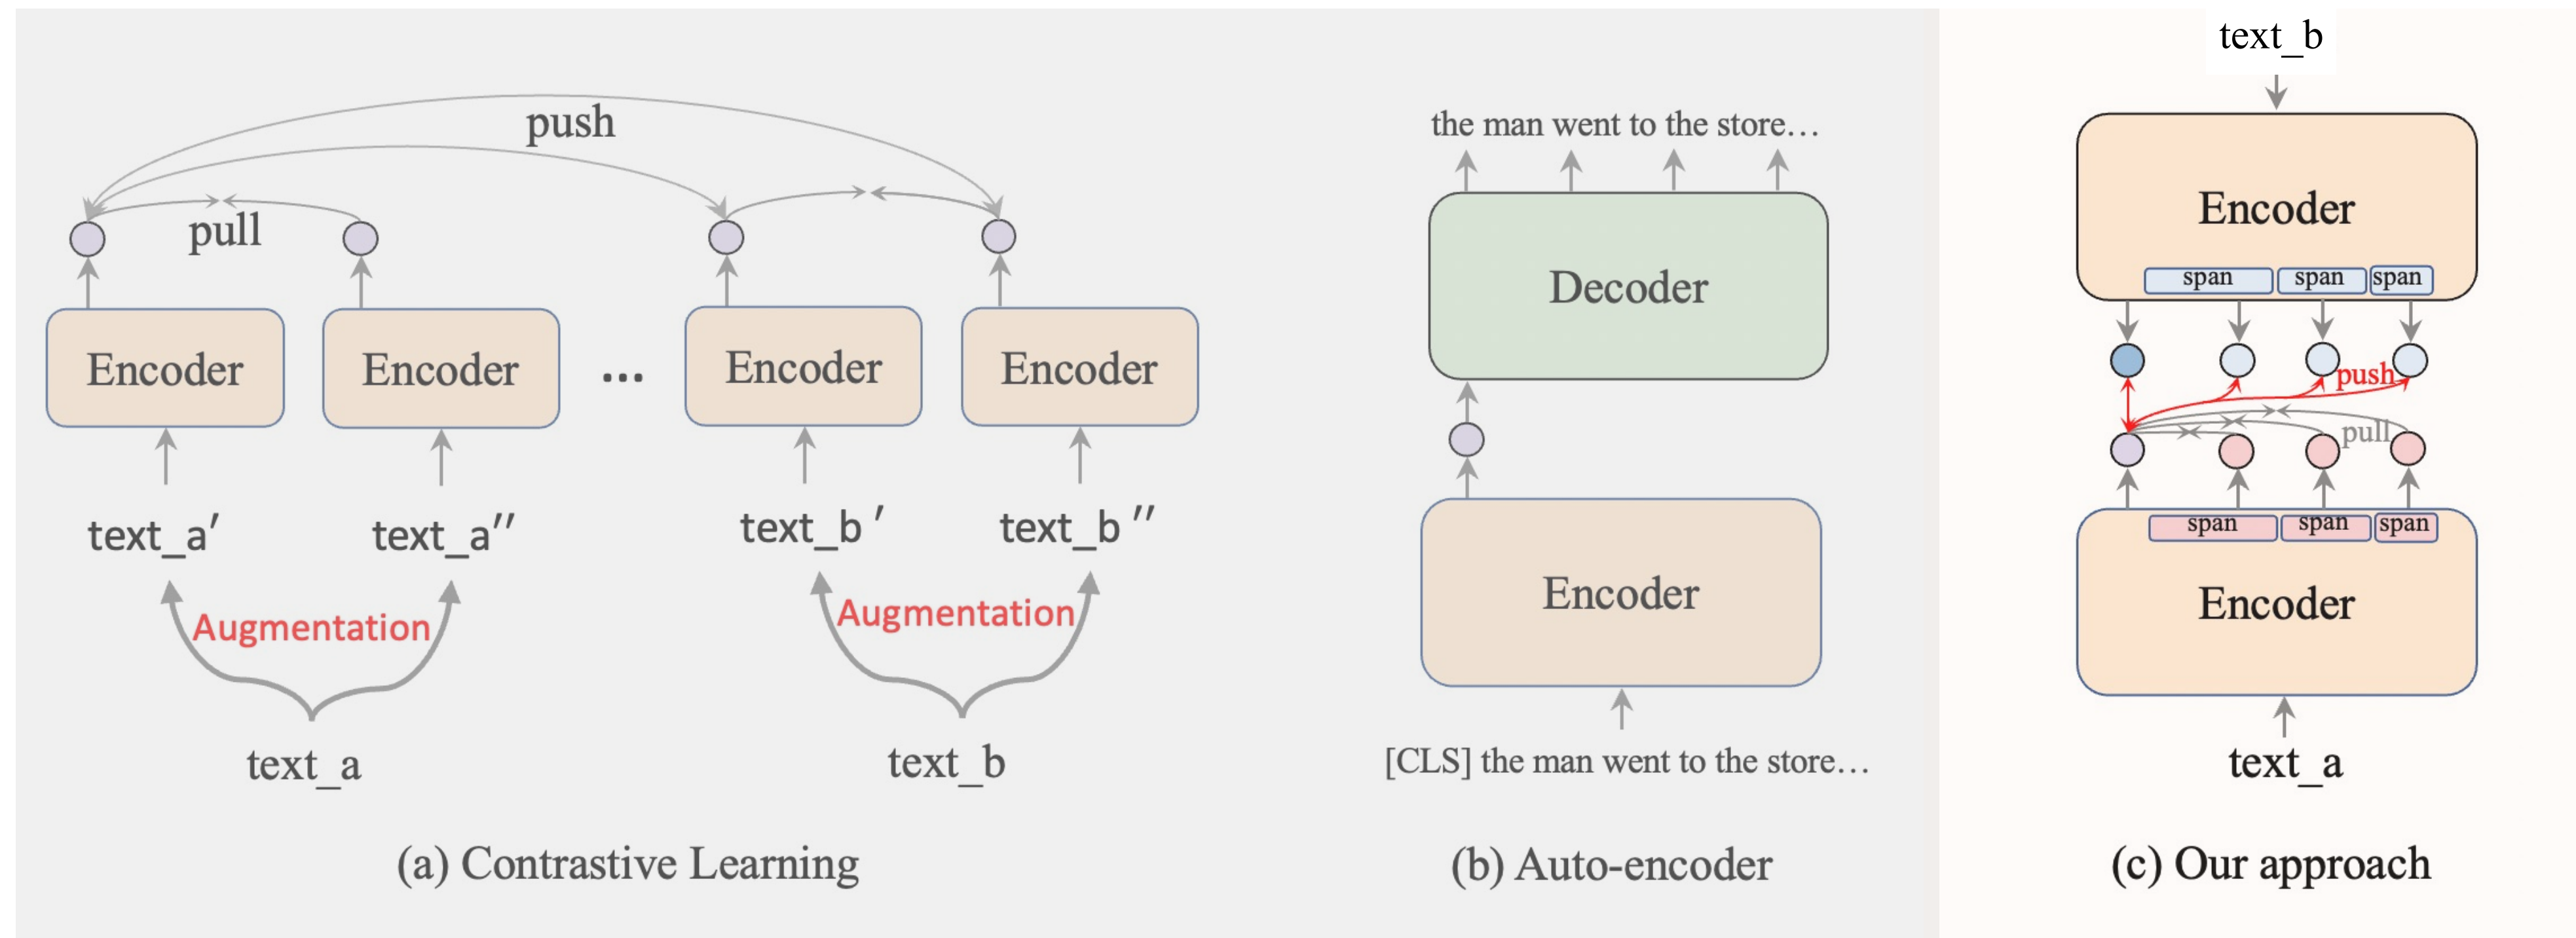 push
pull
Encoder
Encoder
...
Encoder
Encoder
text_a′
text_a′′
text_b ′
text_b ′′
Augmentation
Augmentation
text_a
text_b
(a) Contrastive Learning
the man went to the store...
Decoder
Encoder
[CLS] the man went to the store...
(b) Auto-encoder
text_b
Encoder
span span span
push
pull
span span span
Encoder
text_a
(c) Our approach